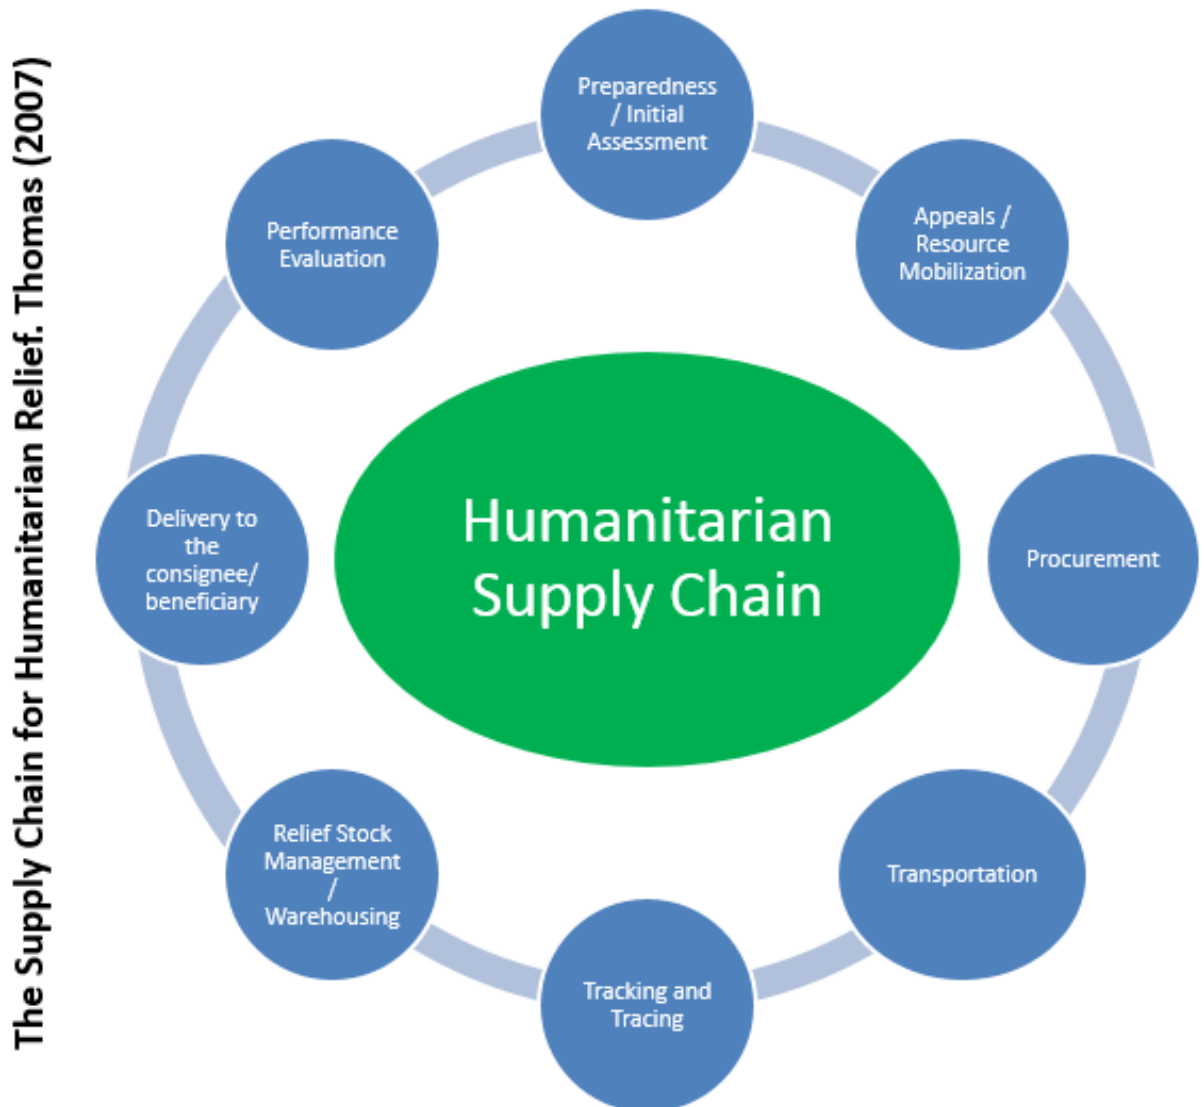 The Supply Chain for Humanitarian Relief. Thomas (2007)
Preparedness
/ Initial
Assessment
Appeals /
Resource
Mobilization
Procurement
Transportation
Tracking and
Tracing
Relief Stock
Management
/
Warehousing
Delivery to
the
consignee/
beneficiary
Performance
Evaluation
Humanitarian
Supply Chain